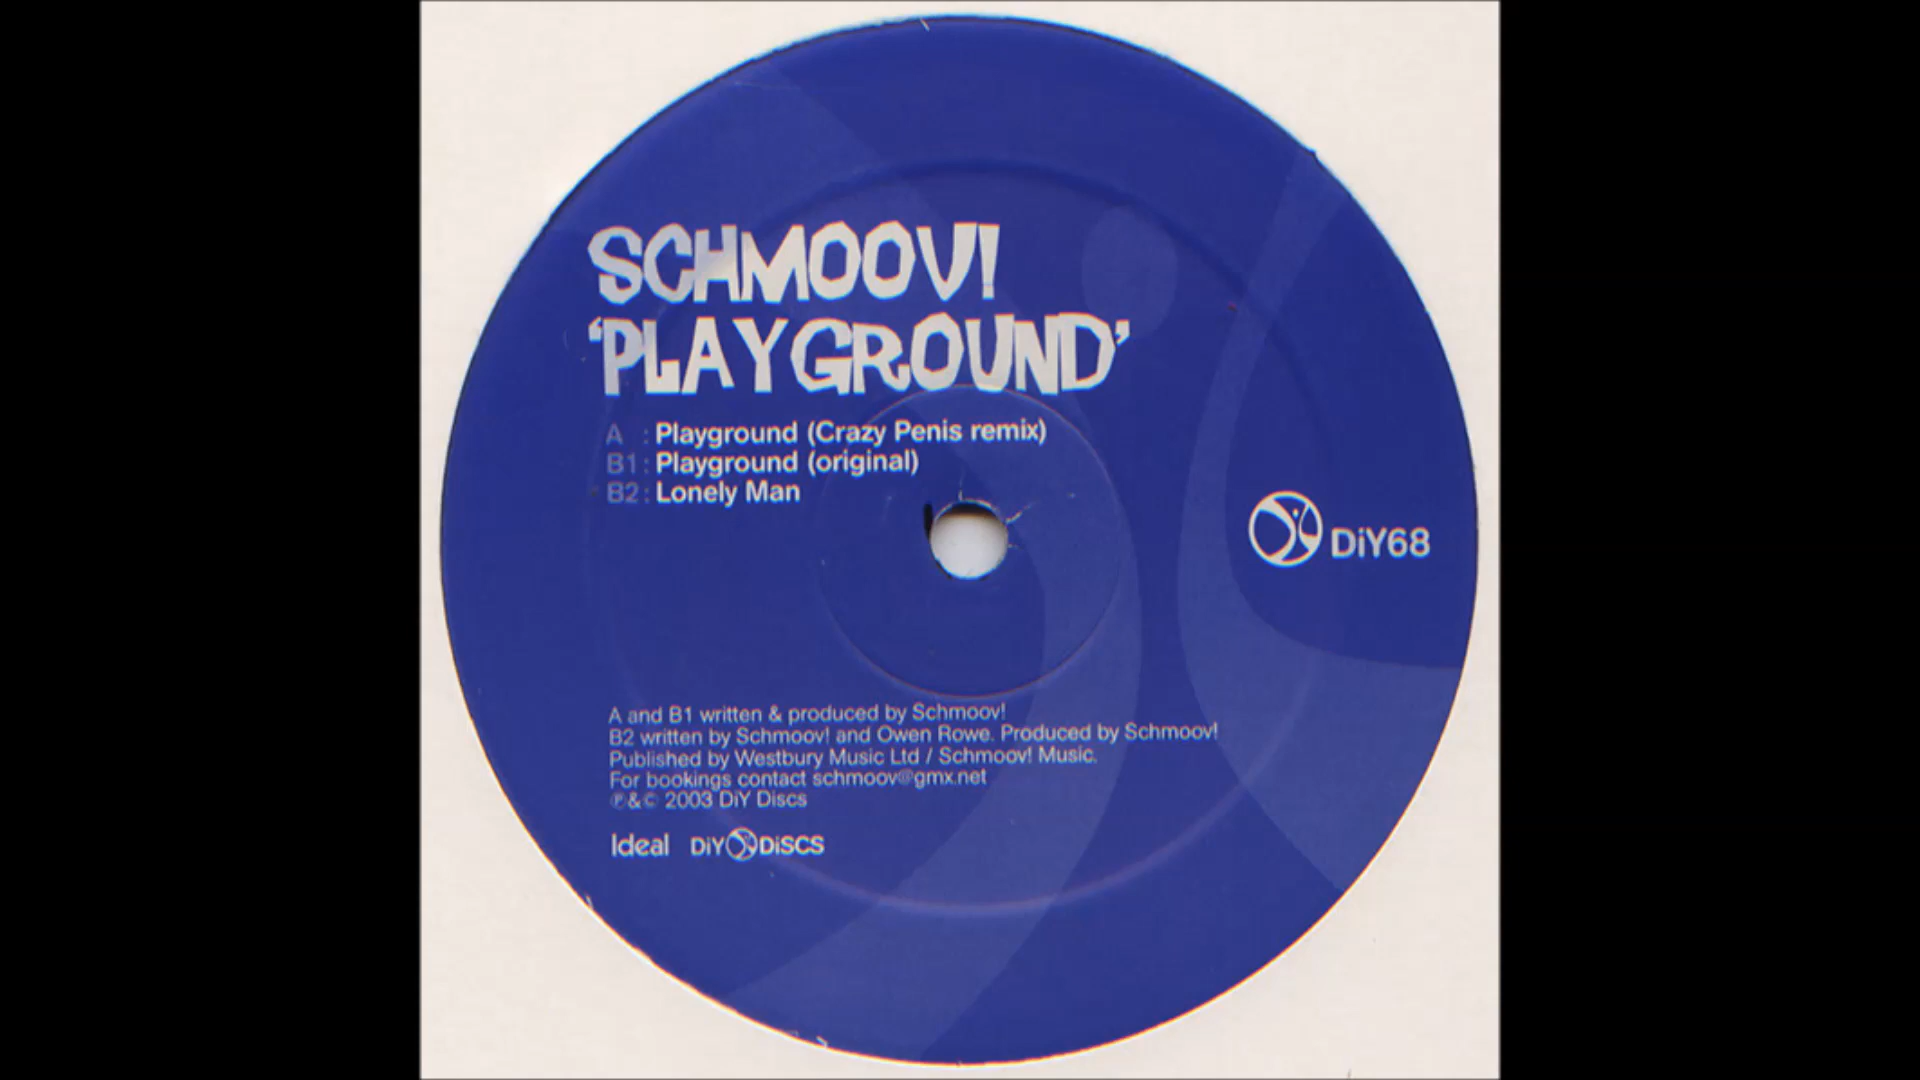 SCHMOOV!
'PLAYGROUND'
A : Playground (Crazy Penis remix)
B1 : Playground (original)
B2 : Lonely Man
DiY68
A and B1 written & produced by Schmoov!
B2 written by Schmoov! and Owen Rowe. Produced by Schmoov!
Published by Westbury Music Ltd / Schmoov! Music.
For bookings contact schmoov@gmx.net
℗&© 2003 DiY Discs
Ideal DiY DiSCS